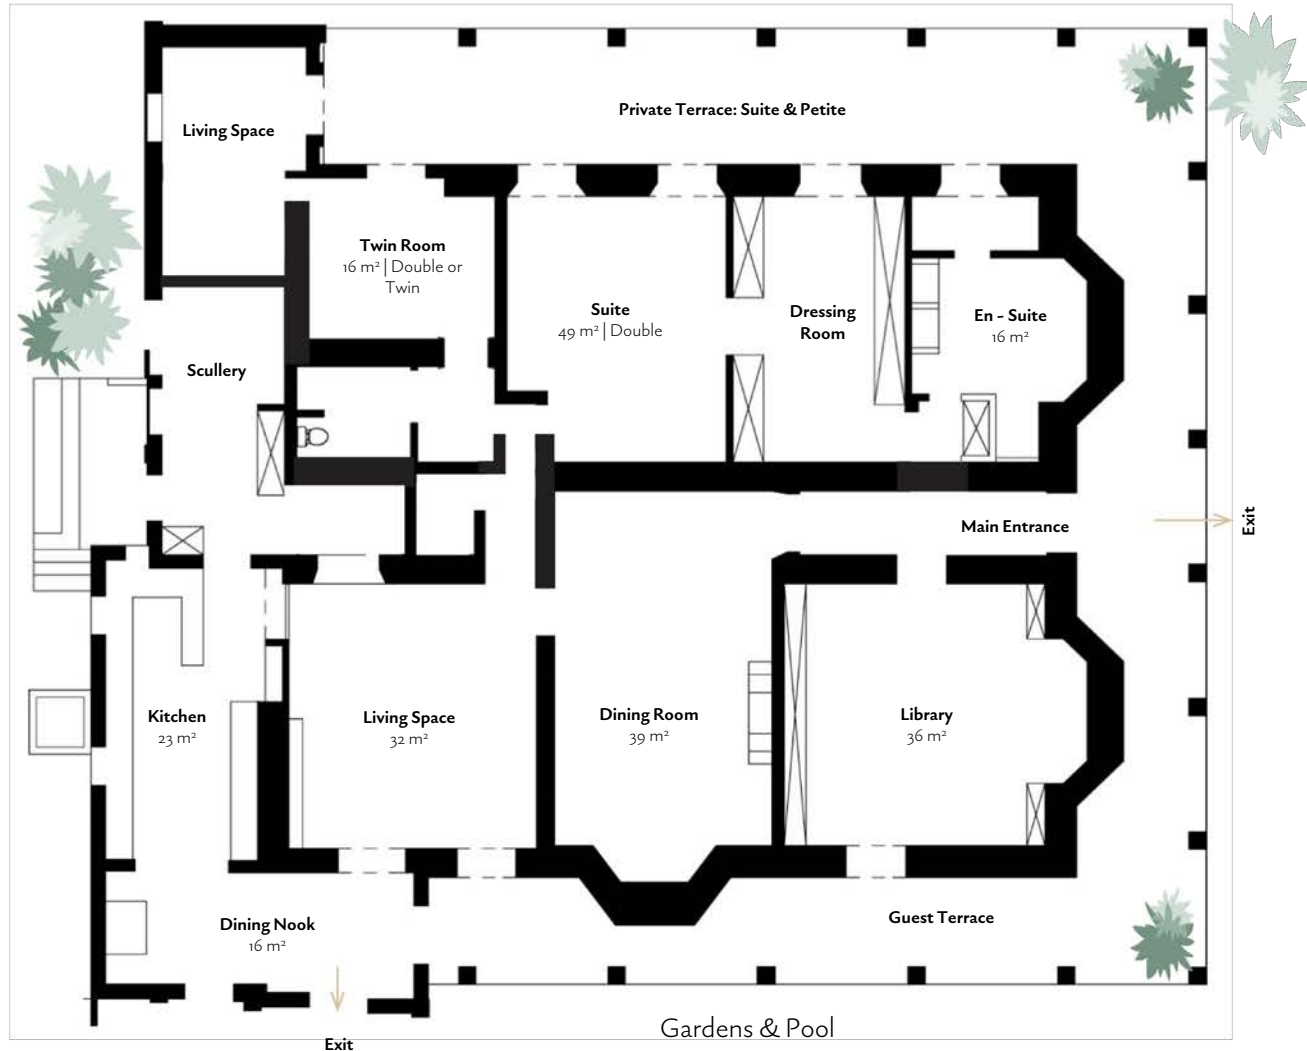 Private Terrace: Suite & Petite
Living Space
Twin Room
16 m² | Double or
Twin
Suite
49 m² | Double
Dressing
Room
En - Suite
16 m²
Scullery
Main Entrance
Exit
Kitchen
23 m²
Living Space
32 m²
Dining Room
39 m²
Library
36 m²
Dining Nook
16 m²
Guest Terrace
Gardens & Pool
Exit